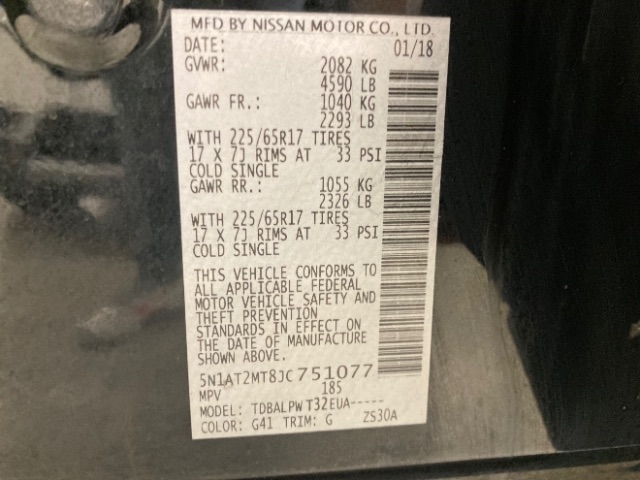 MFD BY NISSAN MOTOR CO., LTD.
DATE: 01/18
GVWR: 2082 KG
4590 LB
GAWR FR.: 1040 KG
2293 LB
WITH 225/65R17 TIRES
17 X 7J RIMS AT 33 PSI
COLD SINGLE
GAWR RR.: 1055 KG
2326 LB
WITH 225/65R17 TIRES
17 X 7J RIMS AT 33 PSI
COLD SINGLE
THIS VEHICLE CONFORMS TO
ALL APPLICABLE FEDERAL
MOTOR VEHICLE SAFETY AND
THEFT PREVENTION
STANDARDS IN EFFECT ON
THE DATE OF MANUFACTURE
SHOWN ABOVE.
5N1AT2MT8JC751077
MPV 185
MODEL: TDBALPWT32EUA-----
COLOR: G41 TRIM: G ZS30A